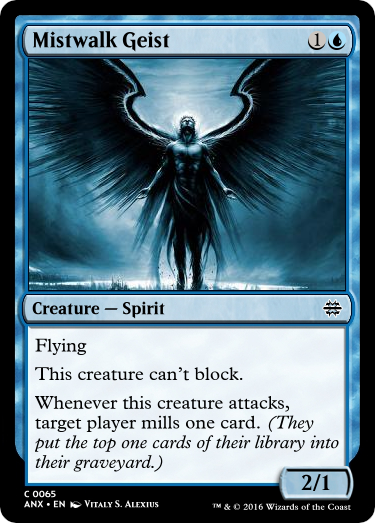 Mistwalk Geist 1
Creature — Spirit
Flying
This creature can't block.
Whenever this creature attacks,
target player mills one card. (They
put the top one cards of their library into
their graveyard.)
2/1
C 0065
ANX • EN Vitaly S. Alexius
™ & © 2016 Wizards of the Coast